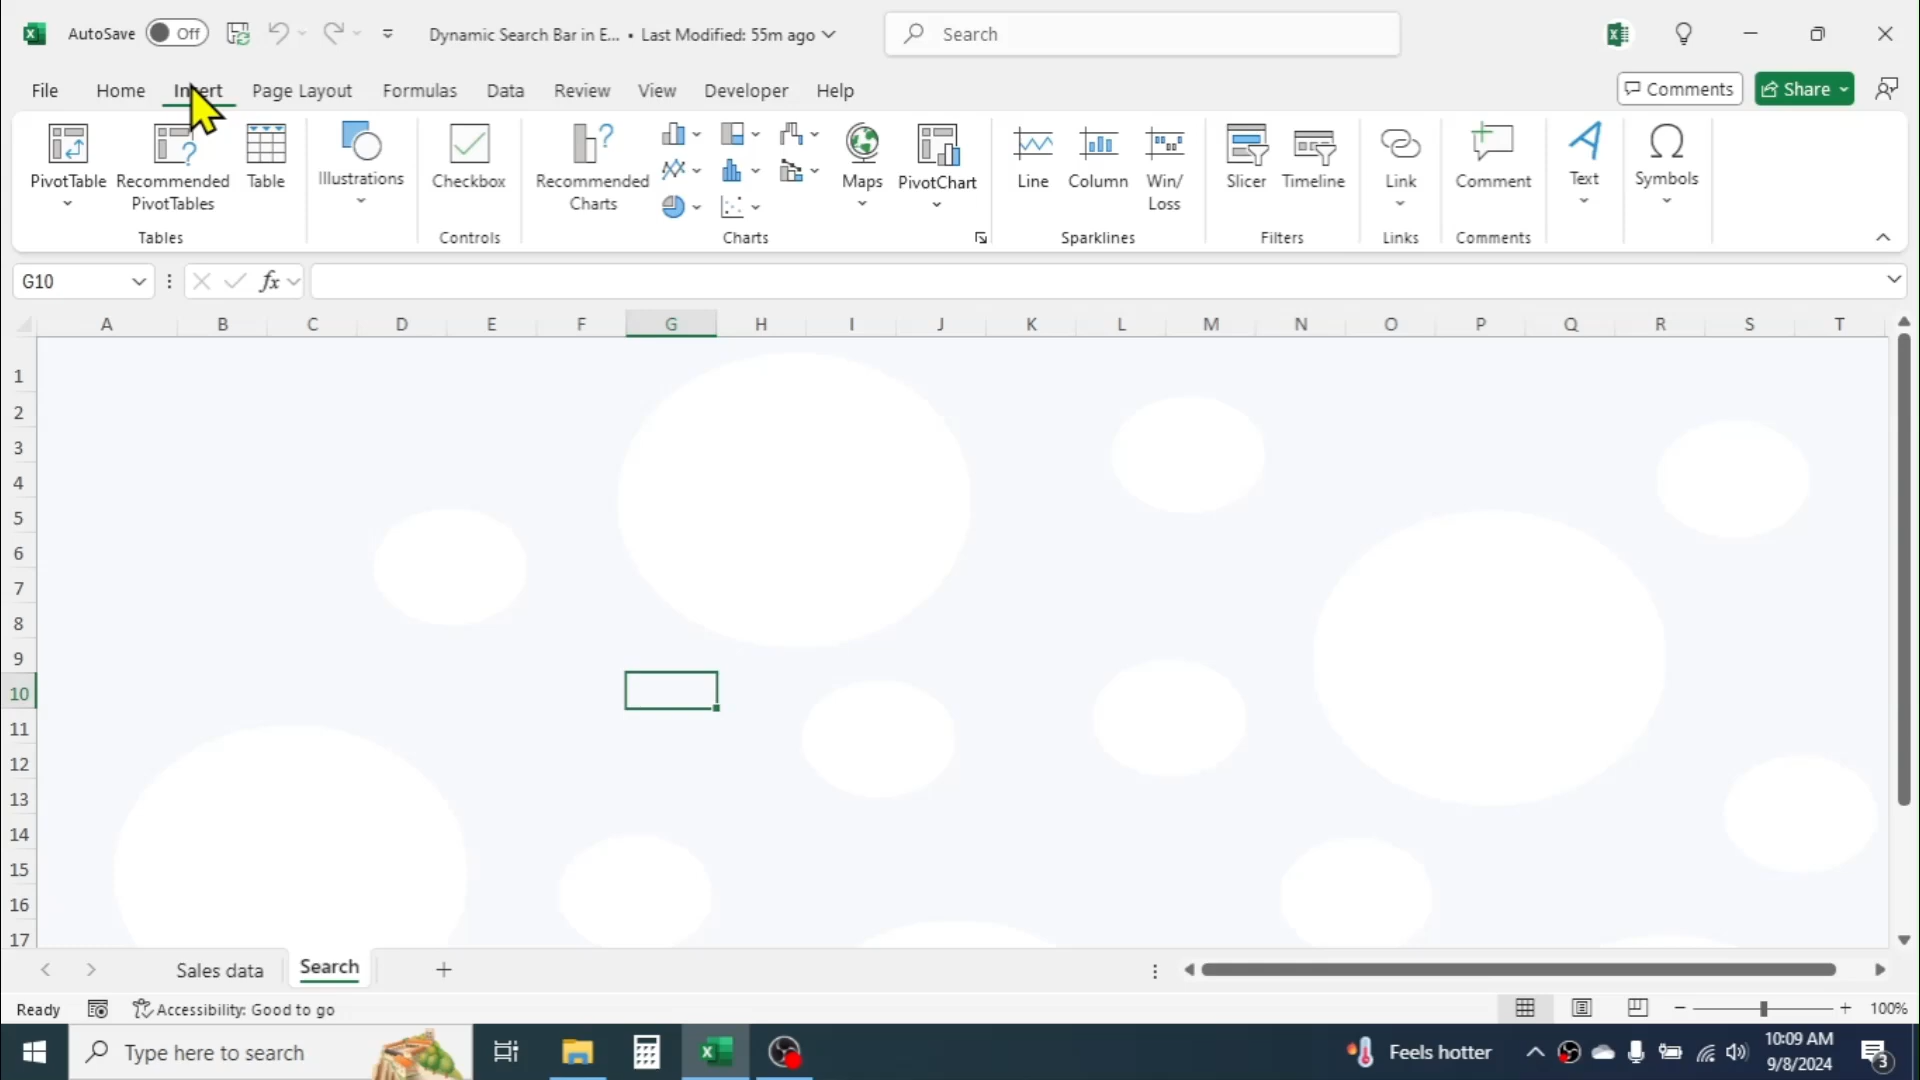 AutoSave Off Dynamic Search Bar in E... • Last Modified: 55m ago Search
File Home Insert Page Layout Formulas Data Review View Developer Help Comments Share
PivotTable Recommended PivotTables Table Illustrations Checkbox Recommended Charts Maps PivotChart Line Column Win/Loss Slicer Timeline Link Comment Text Symbols
Tables Controls Charts Sparklines Filters Links Comments
G10 fx
A B C D E F G H I J K L M N O P Q R S T
1
2
3
4
5
6
7
8
9
10
11
12
13
14
15
16
17
Sales data Search
Ready Accessibility: Good to go 100%
Type here to search Feels hotter 10:09 AM
9/8/2024 3